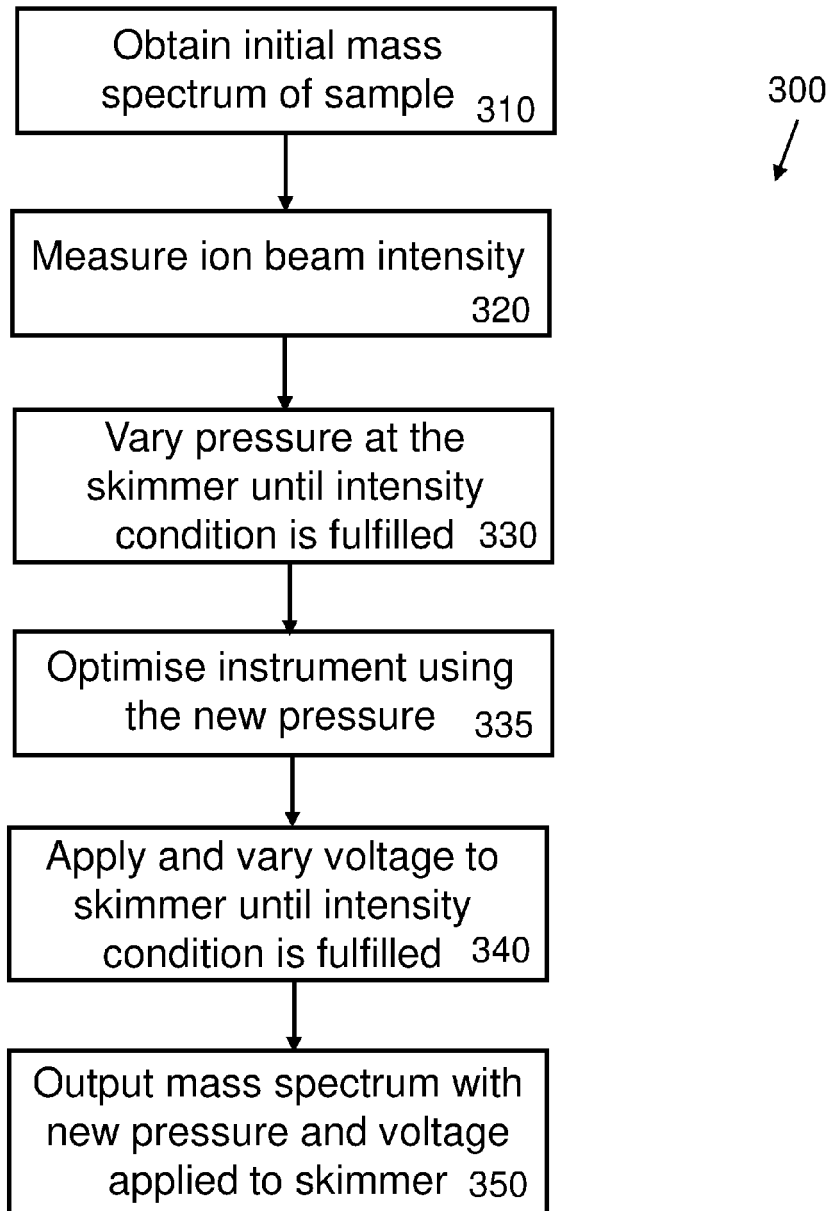 Obtain initial mass
spectrum of sample 310
300
Measure ion beam intensity
320
Vary pressure at the
skimmer until intensity
condition is fulfilled 330
Optimise instrument using
the new pressure 335
Apply and vary voltage to
skimmer until intensity
condition is fulfilled 340
Output mass spectrum with
new pressure and voltage
applied to skimmer 350